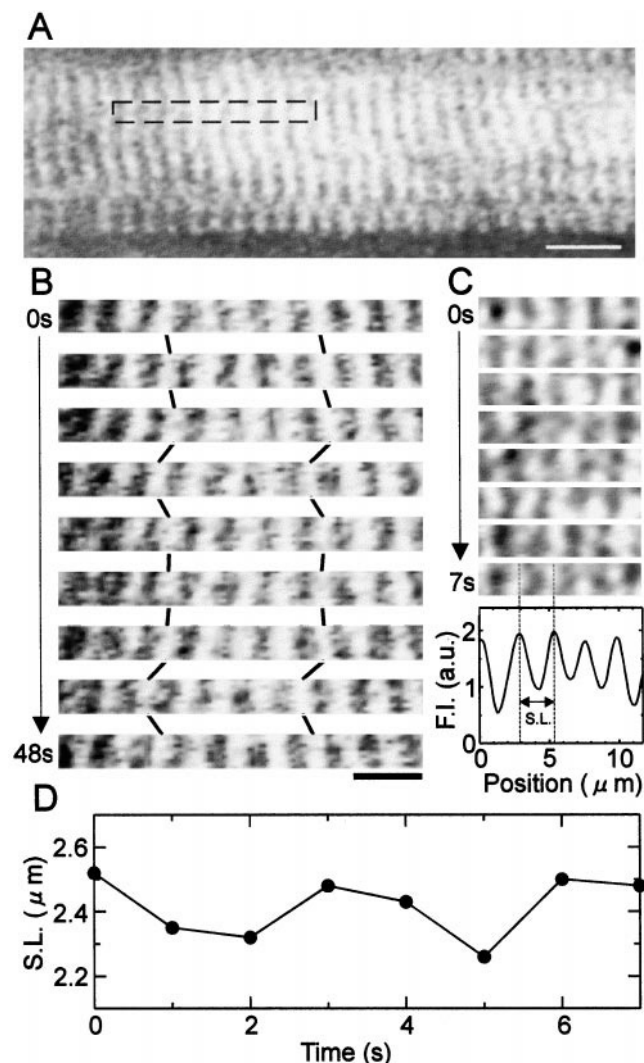 A
B
0s
48s
C
0s
7s
F.I. (a.u.)
2
1
0
S.L.
0 5 10
Position ( μm)
D
S.L. ( μm)
2.6
2.4
2.2
0 2 4 6
Time (s)